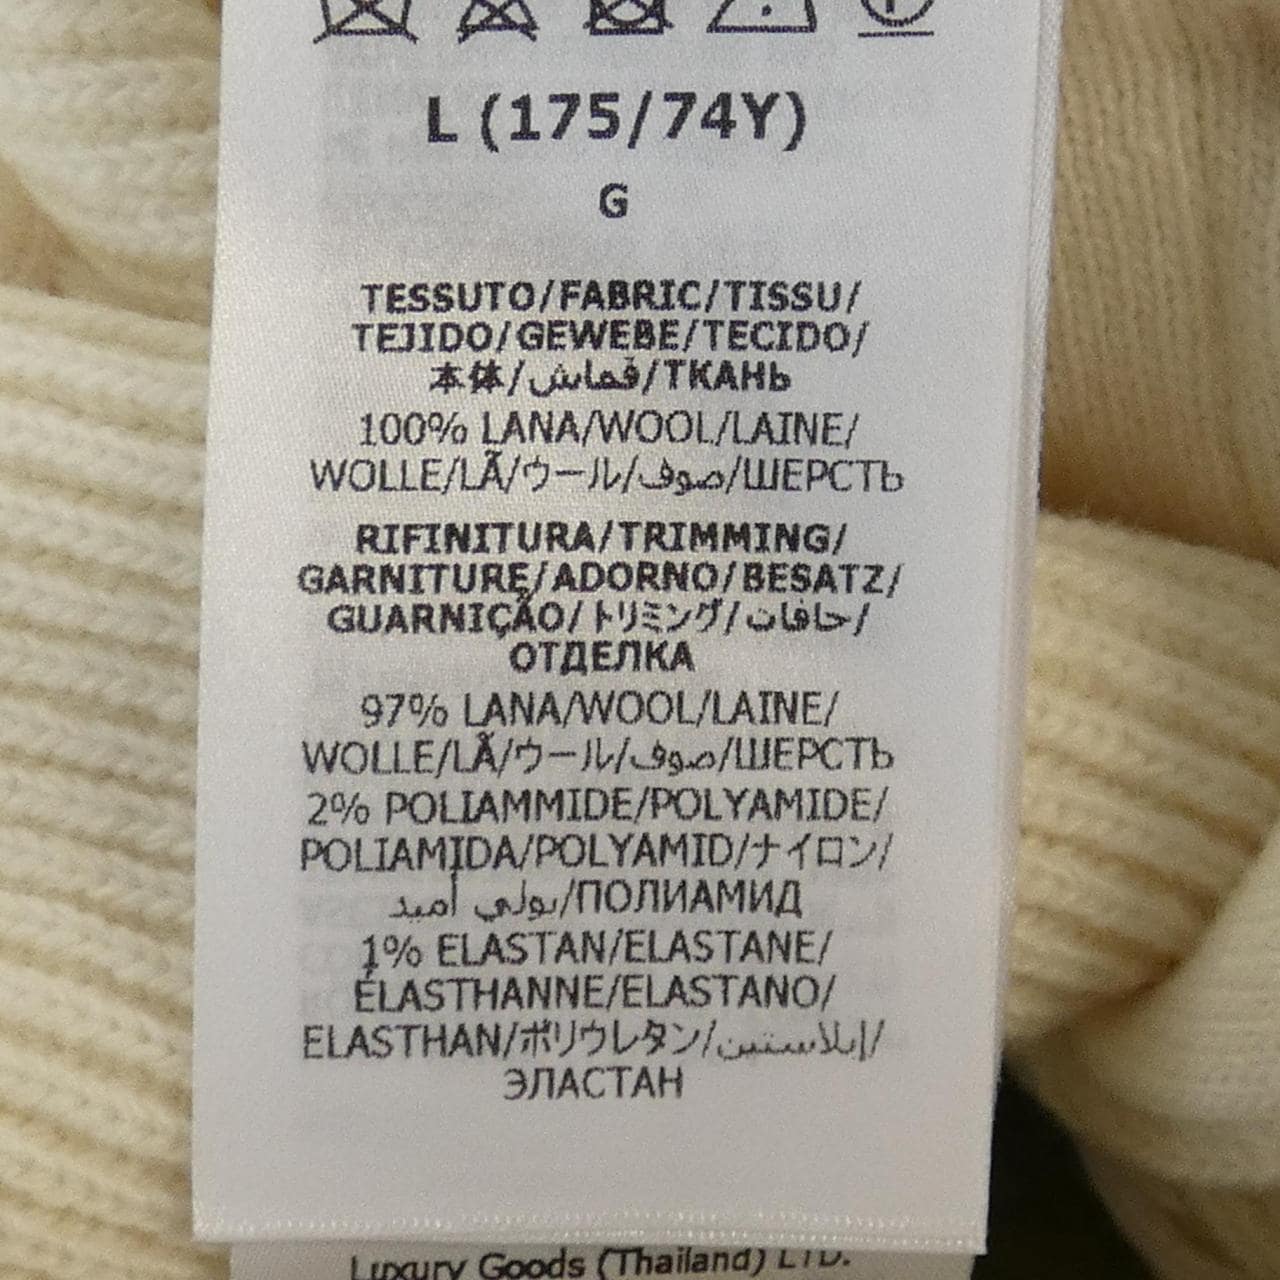 L (175/74Y)
G
TESSUTO/FABRIC/TISSU/
TEJIDO/GEWEBE/TECIDO/
本体/قماش/ТКАНЬ
100% LANA/WOOL/LAINE/
WOLLE/LÃ/ウール/صوف/ШЕРСТЬ
RIFINITURA/TRIMMING/
GARNITURE/ADORNO/BESATZ/
GUARNIÇÃO/トリミング/حافات/
ОТДЕЛКА
97% LANA/WOOL/LAINE/
WOLLE/LÃ/ウール/صوف/ШЕРСТЬ
2% POLIAMMIDE/POLYAMIDE/
POLIAMIDA/POLYAMID/ナイロン/
بولي أميد/ПОЛИАМИД
1% ELASTAN/ELASTANE/
ÉLASTHANNE/ELASTANO/
ELASTHAN/ポリウレタン/إيلاستين/
ЭЛАСТАН
Luxury Goods (Thailand) LTD.